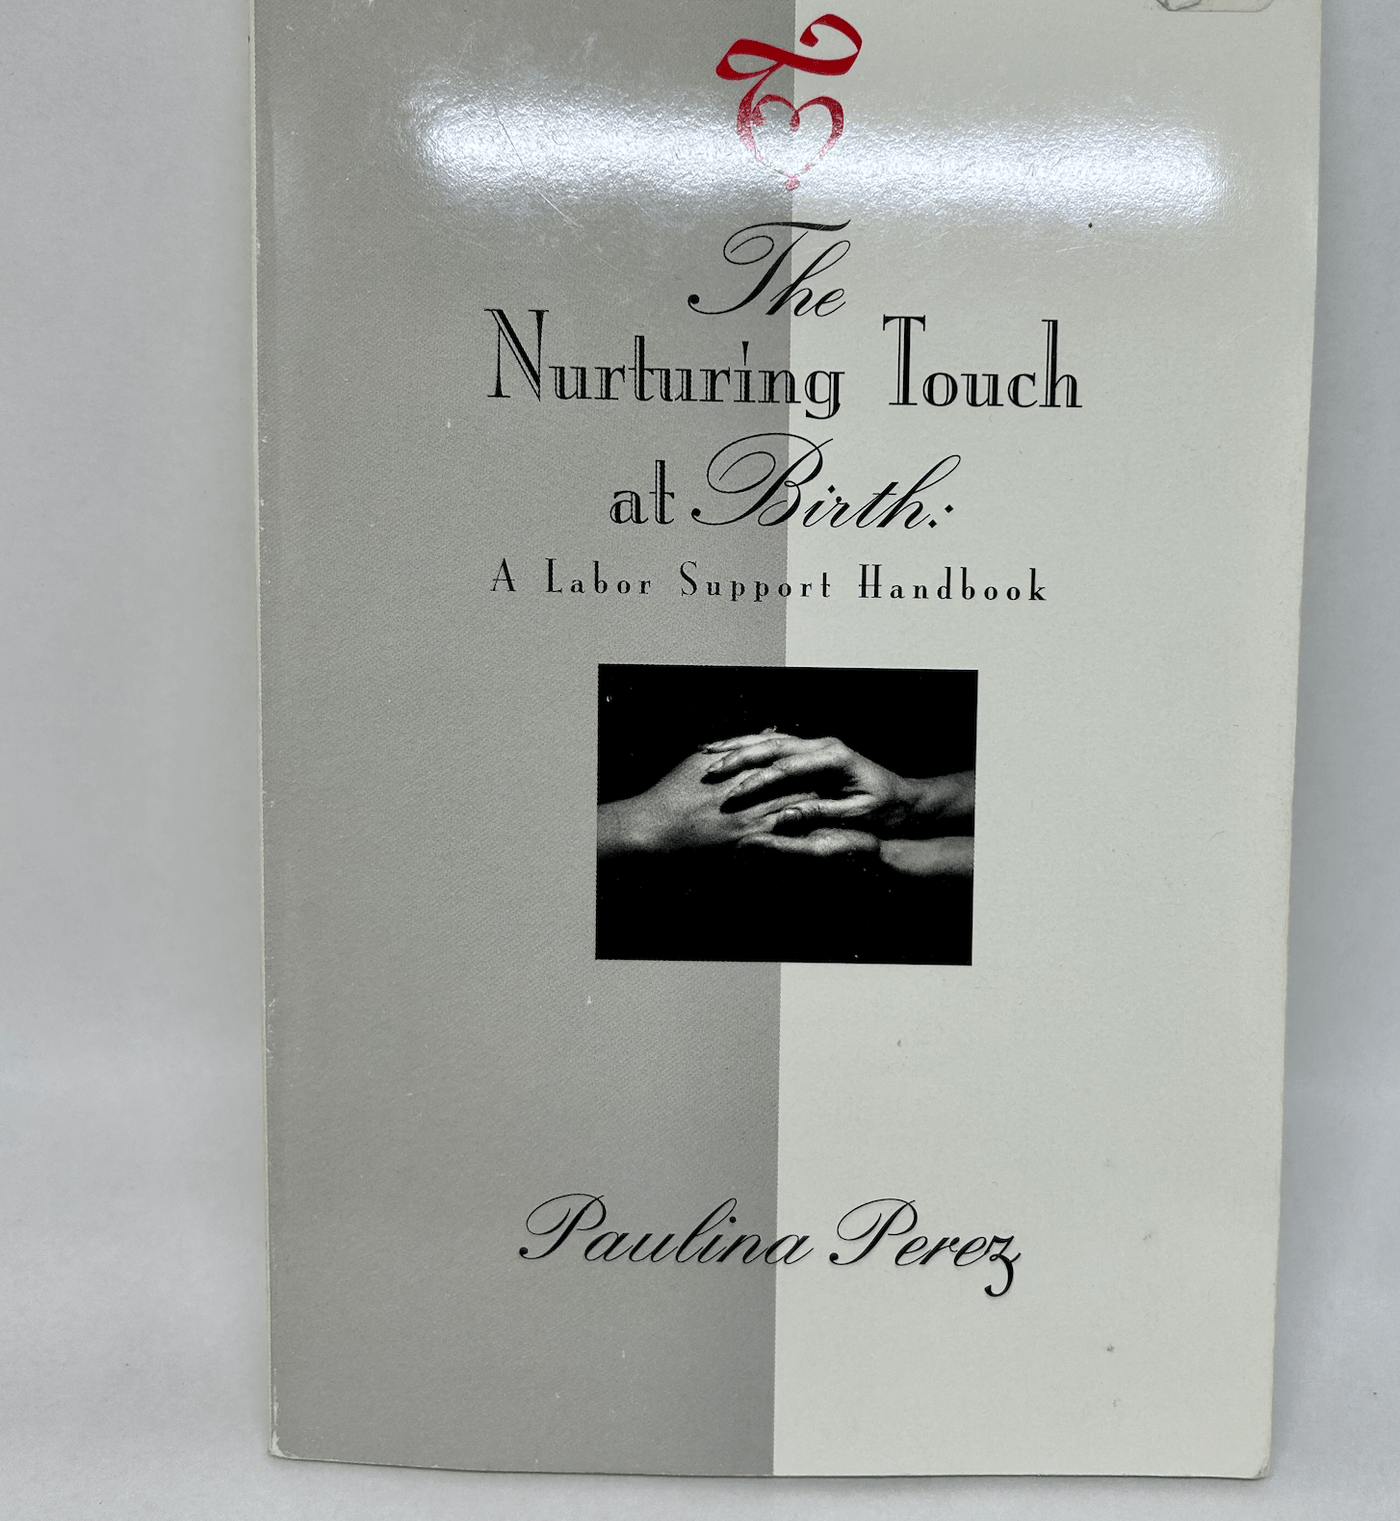 The
Nurturing Touch
at Birth:
A Labor Support Handbook
Paulina Perez